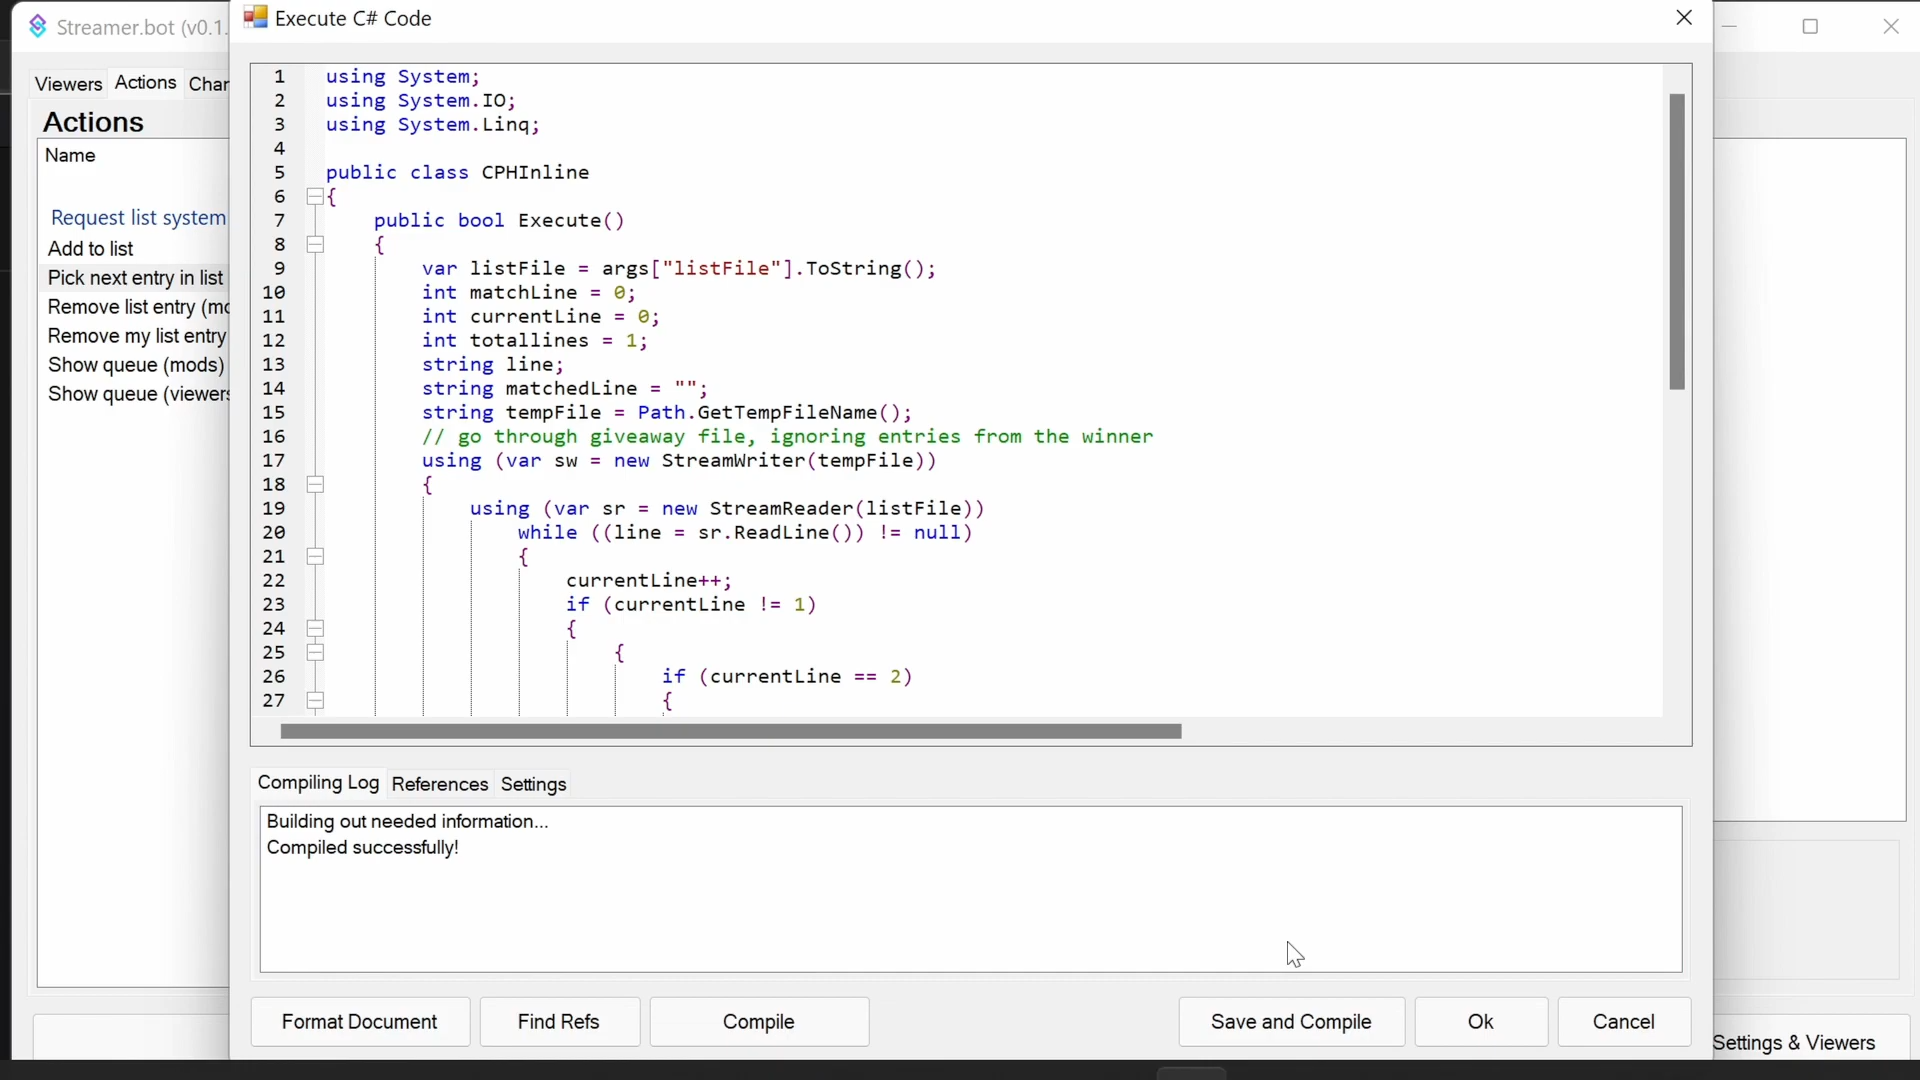 Streamer.bot (v0.1.
Execute C# Code
Viewers
Actions
Char
Actions
Name
Request list system
Add to list
Pick next entry in list
Remove list entry (mo
Remove my list entry
Show queue (mods)
Show queue (viewers
1 using System;
2 using System.IO;
3 using System.Linq;
4
5 public class CPHInline
6 {
7 public bool Execute()
8 {
9 var listFile = args["listFile"].ToString();
10 int matchLine = 0;
11 int currentLine = 0;
12 int totallines = 1;
13 string line;
14 string matchedLine = "";
15 string tempFile = Path.GetTempFileName();
16 // go through giveaway file, ignoring entries from the winner
17 using (var sw = new StreamWriter(tempFile))
18 {
19 using (var sr = new StreamReader(listFile))
20 while ((line = sr.ReadLine()) != null)
21 {
22 currentLine++;
23 if (currentLine != 1)
24 {
25 {
26 if (currentLine == 2)
27 {
Compiling Log References Settings
Building out needed information...
Compiled successfully!
Format Document Find Refs Compile Save and Compile Ok Cancel
Settings & Viewers